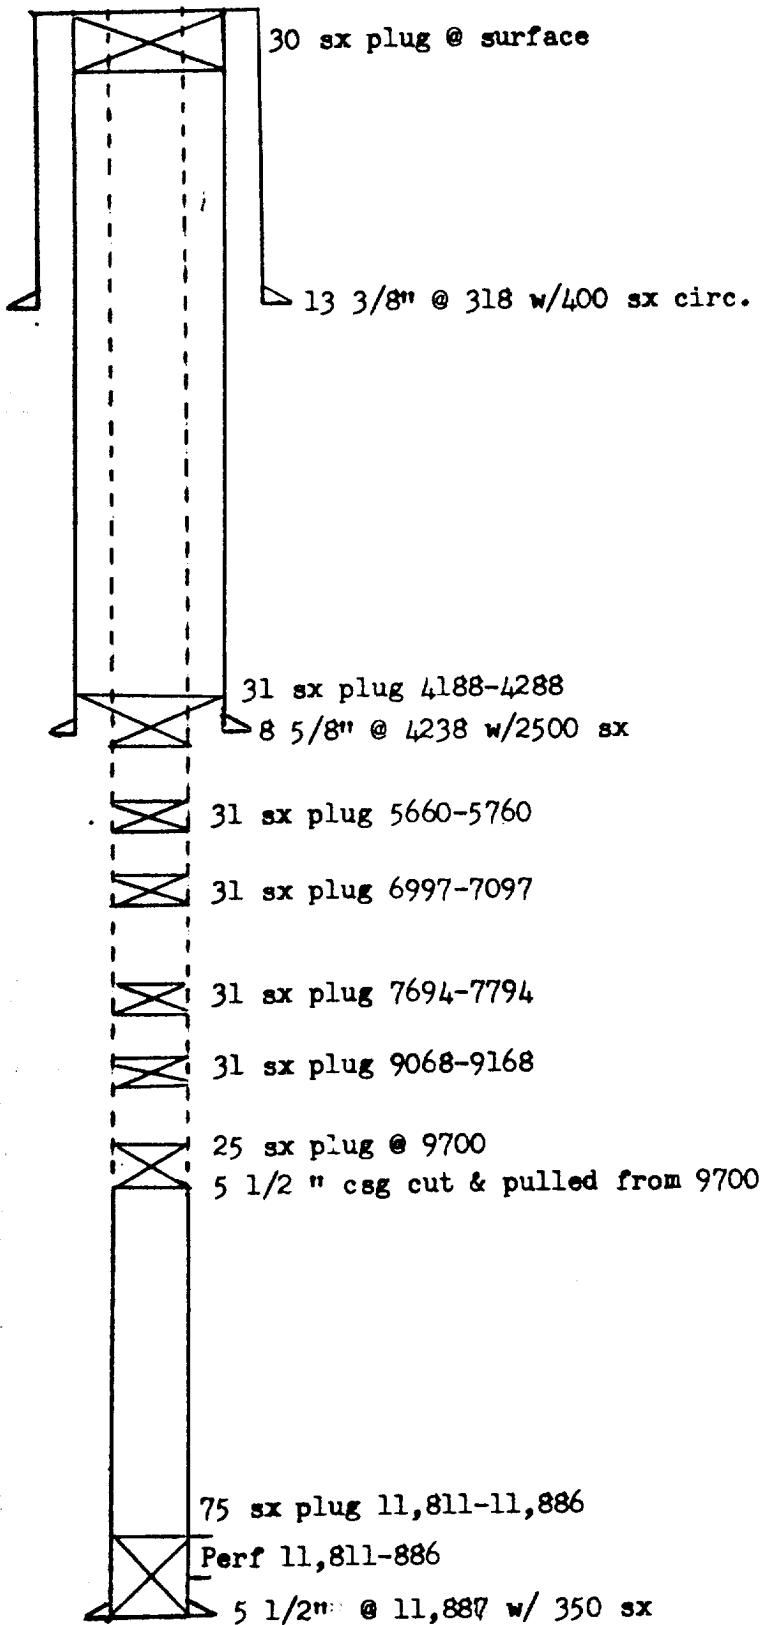 30 sx plug @ surface
13 3/8" @ 318 w/400 sx circ.
31 sx plug 4188-4288
8 5/8" @ 4238 w/2500 sx
31 sx plug 5660-5760
31 sx plug 6997-7097
31 sx plug 7694-7794
31 sx plug 9068-9168
25 sx plug @ 9700
5 1/2 " csg cut & pulled from 9700
75 sx plug 11,811-11,886
Perf 11,811-886
5 1/2" @ 11,887 w/ 350 sx